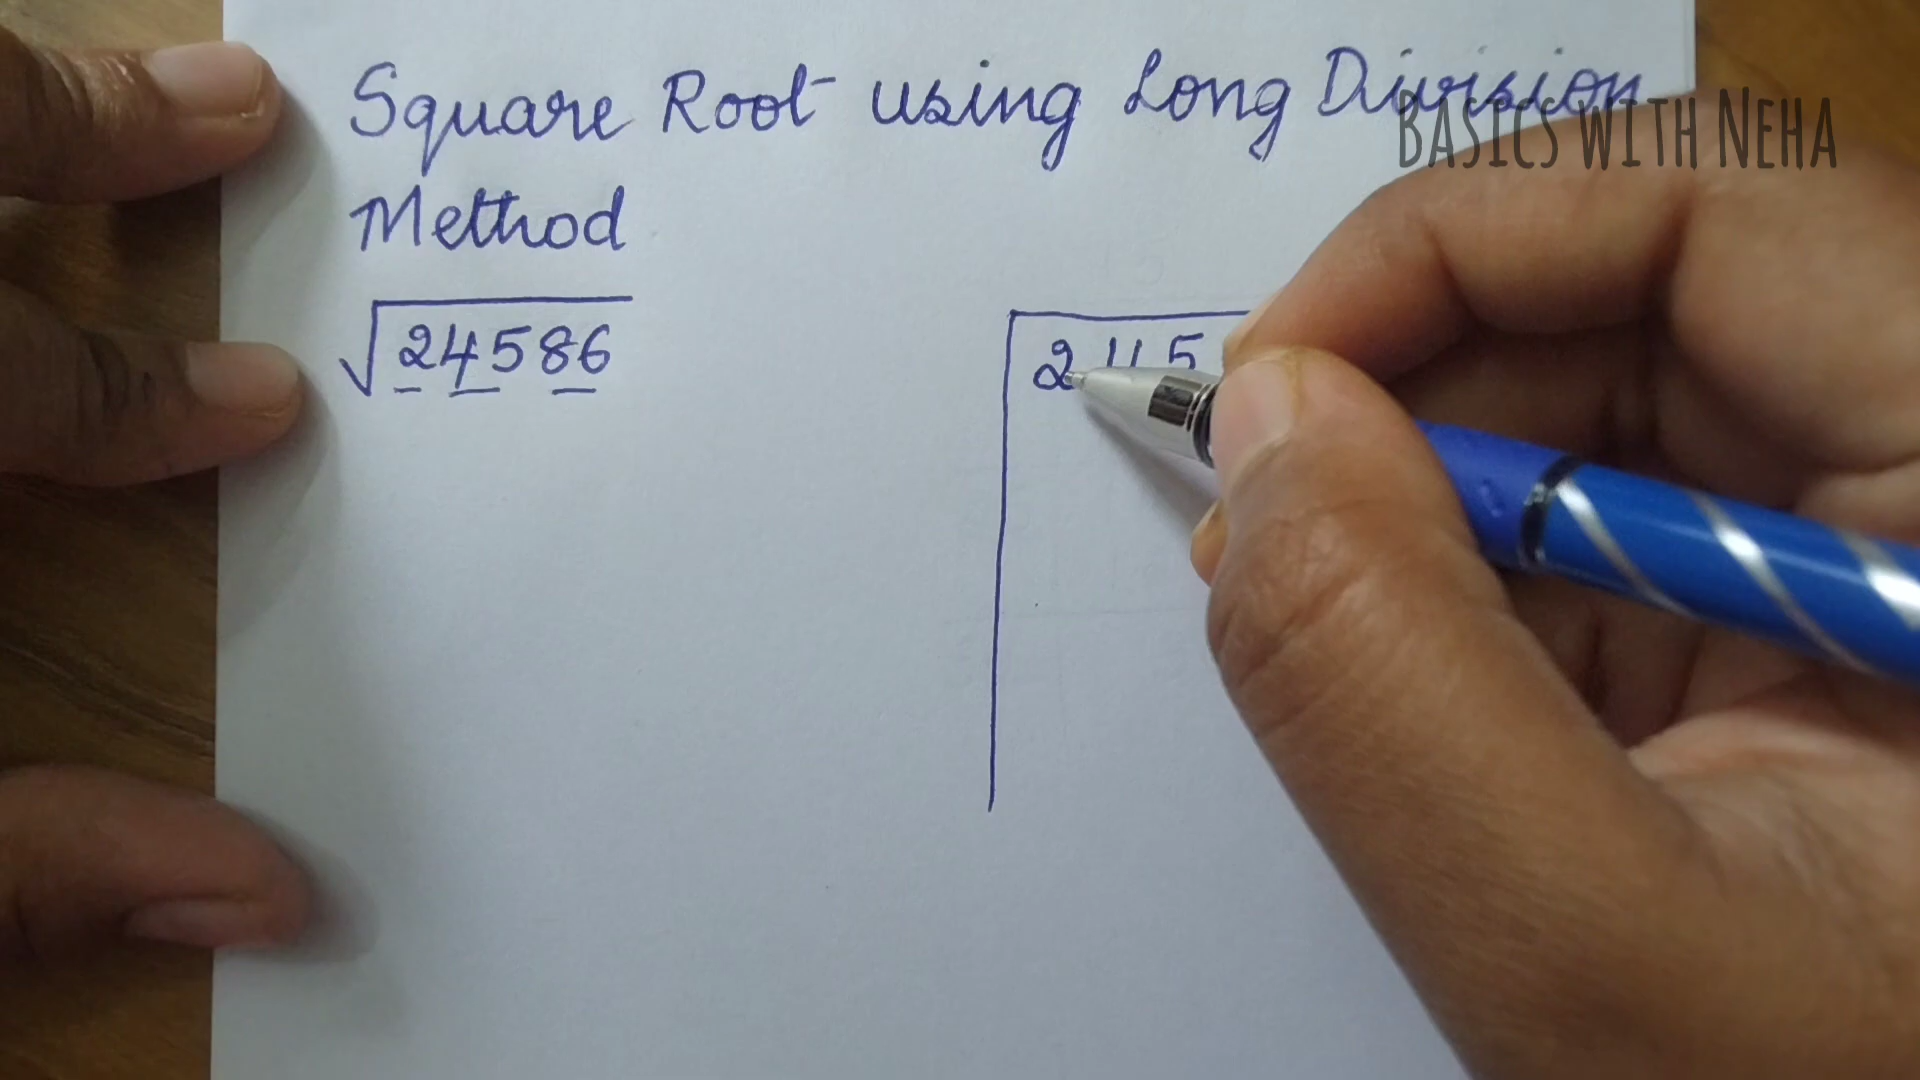 Square Root using Long Division
BASICS WITH NEHA
Method
√24586
245